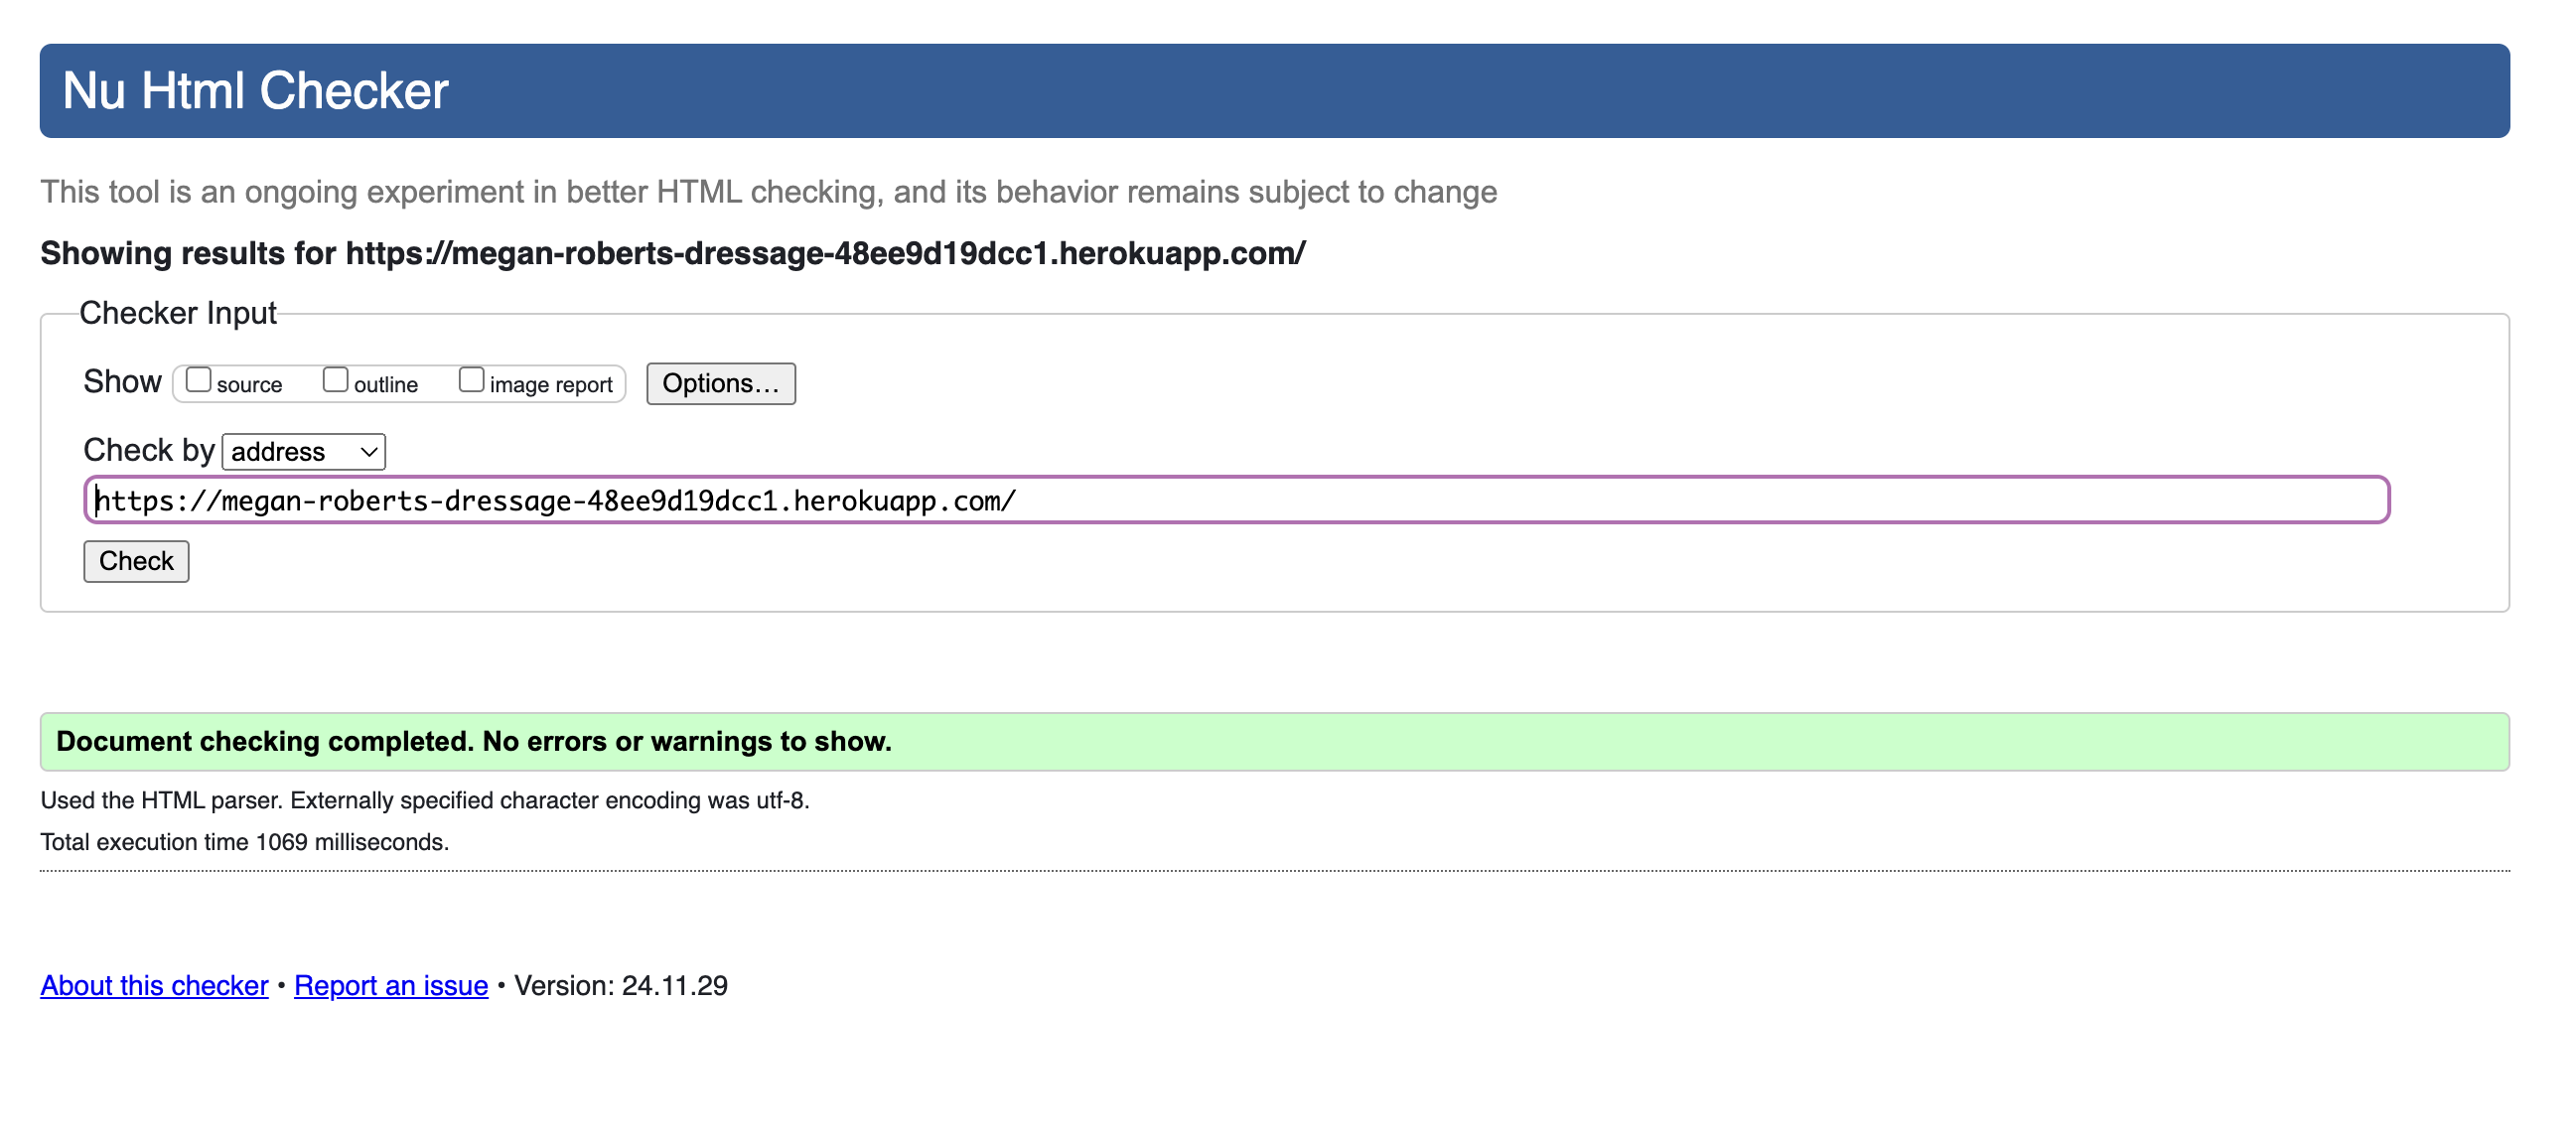 Nu Html Checker
This tool is an ongoing experiment in better HTML checking, and its behavior remains subject to change
Showing results for https://megan-roberts-dressage-48ee9d19dcc1.herokuapp.com/
Checker Input
Show source outline image report Options…
Check by address
https://megan-roberts-dressage-48ee9d19dcc1.herokuapp.com/
Check
Document checking completed. No errors or warnings to show.
Used the HTML parser. Externally specified character encoding was utf-8.
Total execution time 1069 milliseconds.
About this checker • Report an issue • Version: 24.11.29